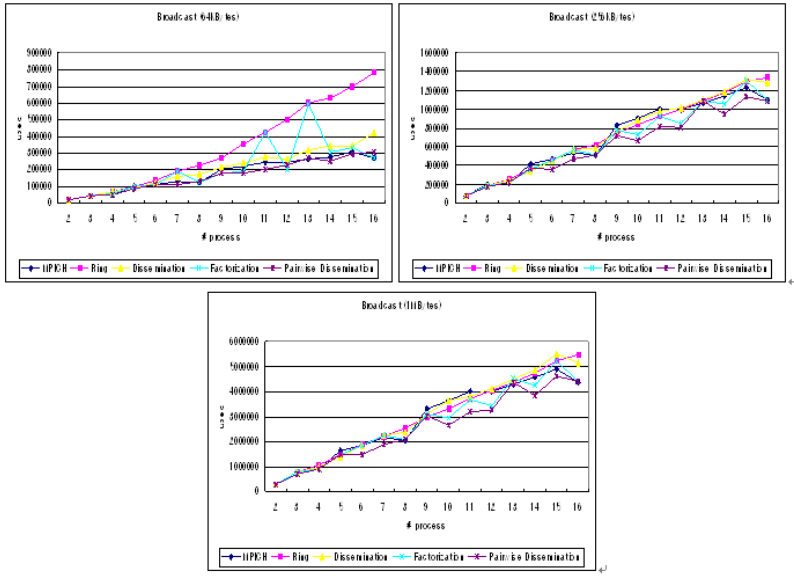 Broadcast (64KBytes)
900000
800000
700000
600000
500000
400000
300000
200000
100000
0
usec
2 3 4 5 6 7 8 9 10 11 12 13 14 15 16
# process
MPICH Ring Dissemination Factorization Pairwise Dissemination
Broadcast (256KBytes)
1600000
1400000
1200000
1000000
800000
600000
400000
200000
0
usec
2 3 4 5 6 7 8 9 10 11 12 13 14 15 16
# process
MPICH Ring Dissemination Factorization Pairwise Dissemination
Broadcast (1MBytes)
6000000
5000000
4000000
3000000
2000000
1000000
0
usec
2 3 4 5 6 7 8 9 10 11 12 13 14 15 16
# process
MPICH Ring Dissemination Factorization Pairwise Dissemination